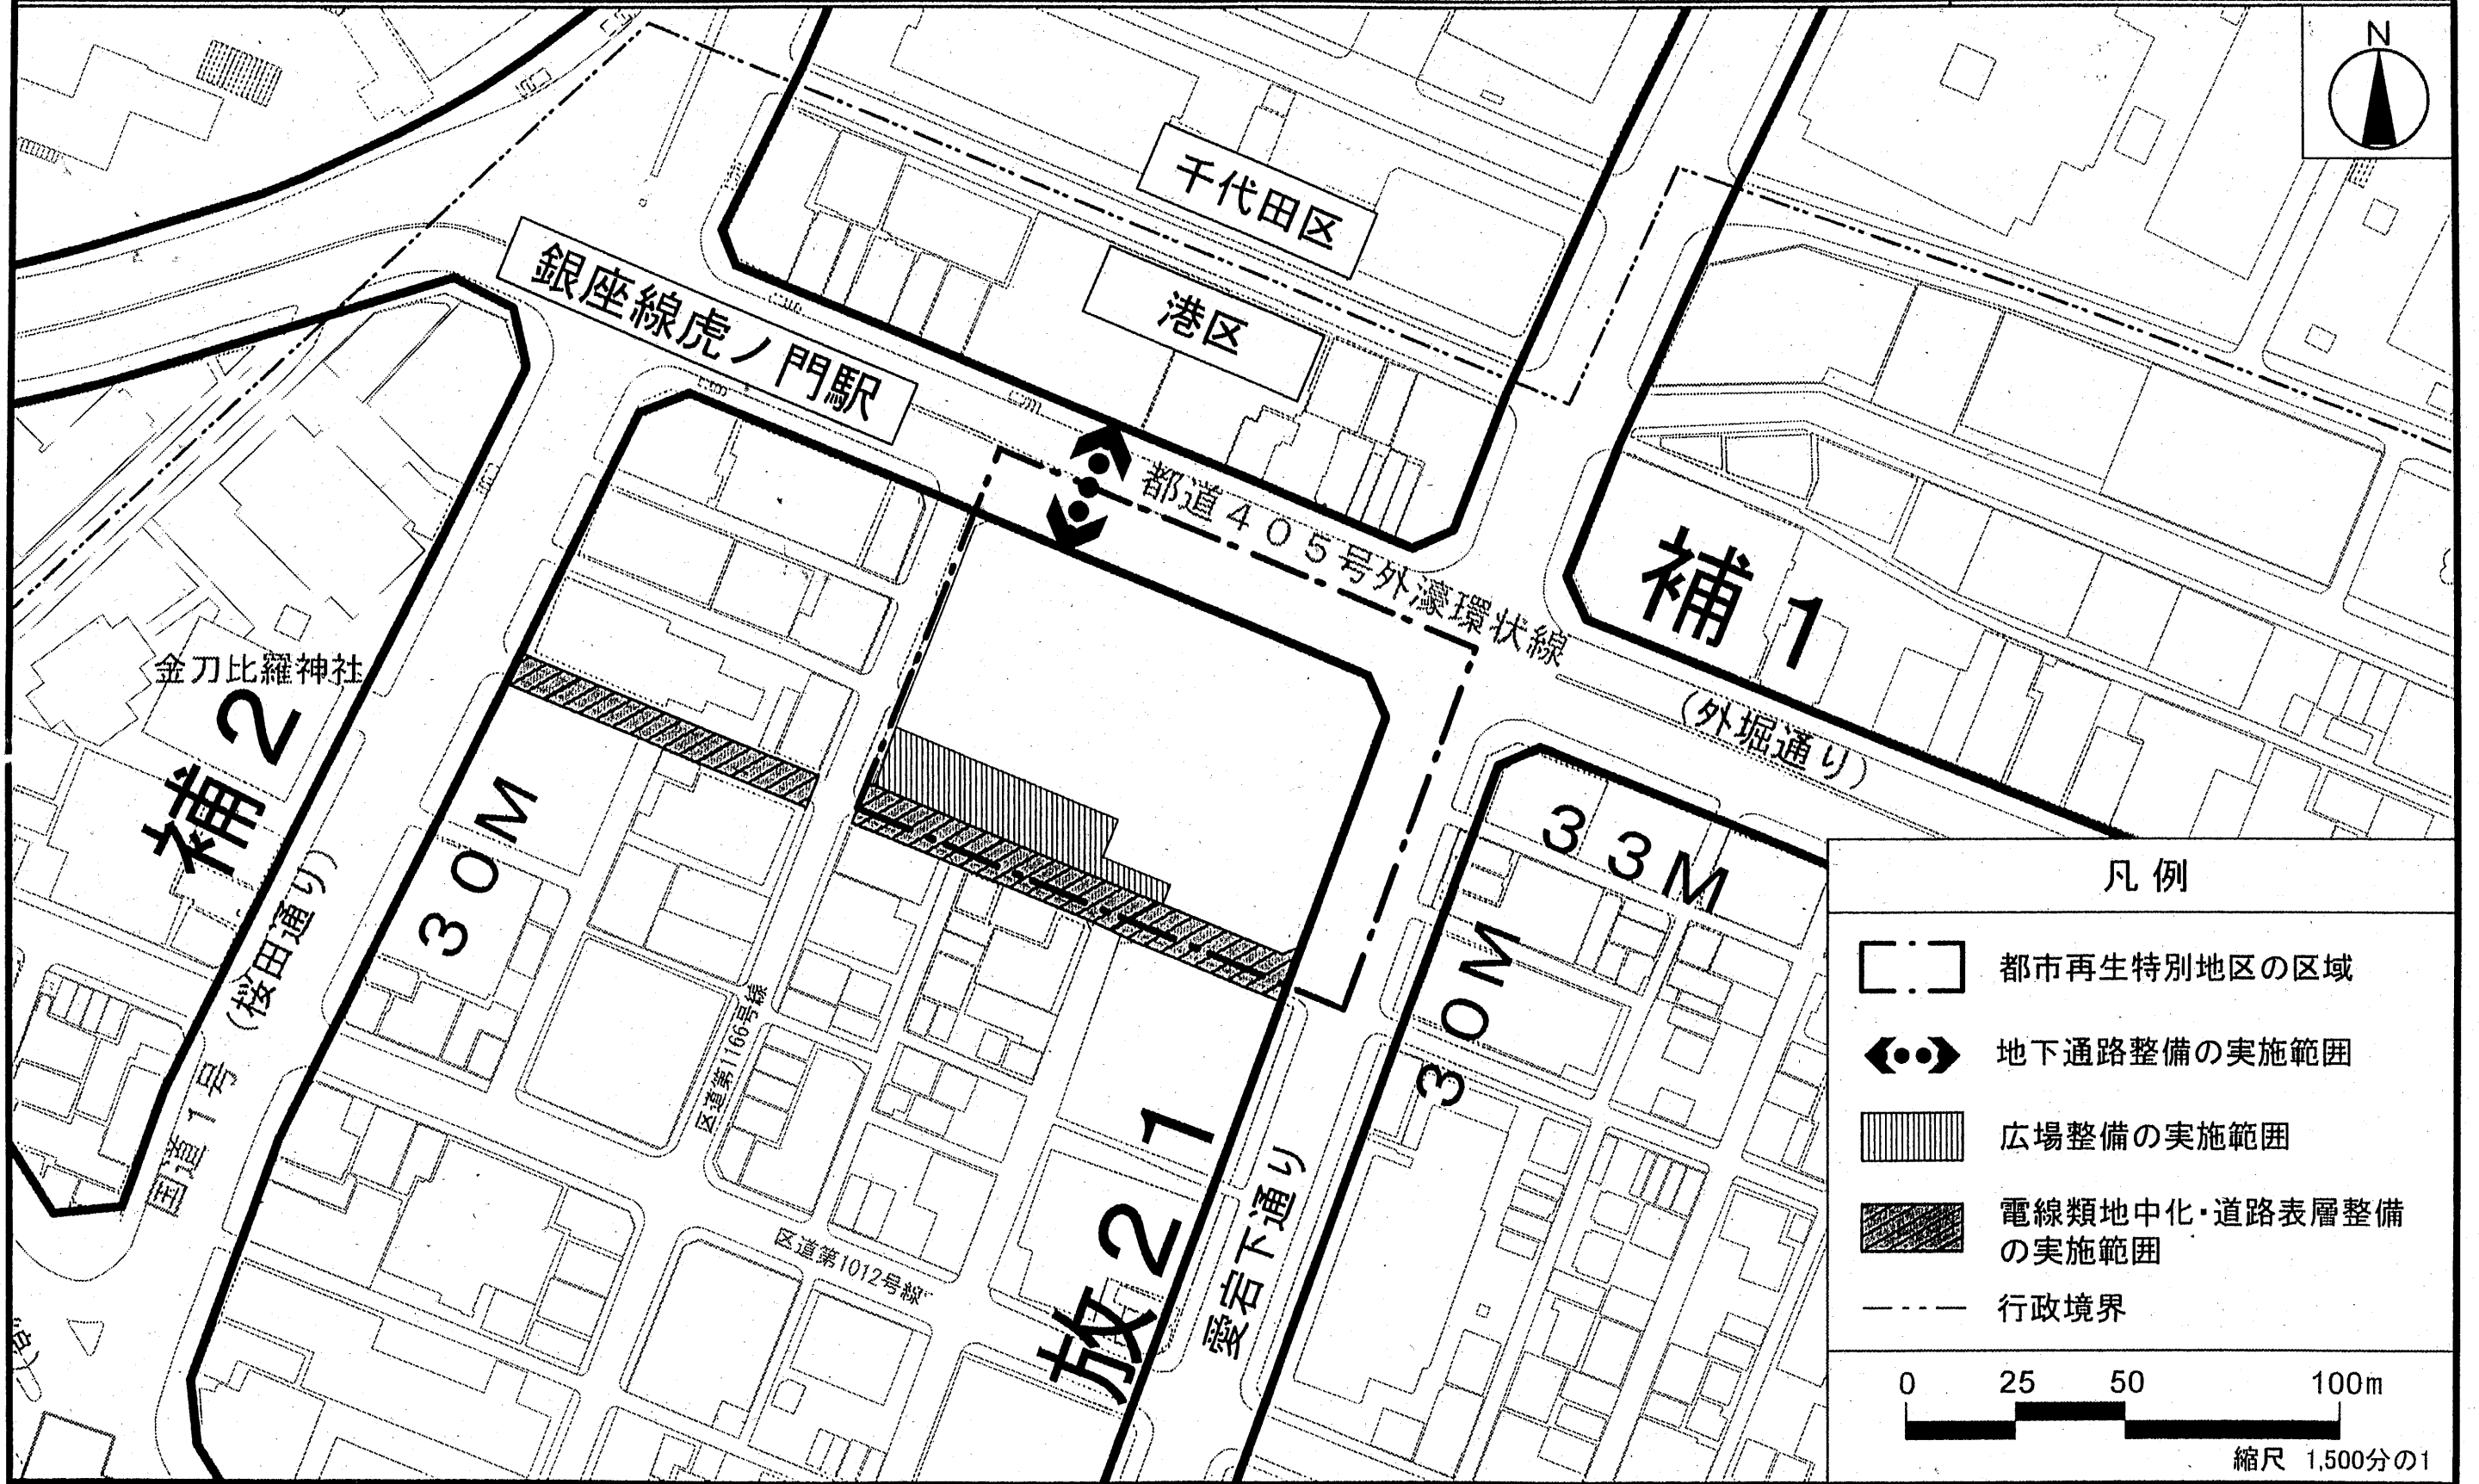 N
千代田区
港区
銀座線虎ノ門駅
都道405号外濠環状線
(外堀通り)
補1
33M
金刀比羅神社
補2
30M
国道1号
(桜田通り)
区道第1166号線
区道第1012号線
放21
30M
愛宕下通り
凡例
都市再生特別地区の区域
地下通路整備の実施範囲
広場整備の実施範囲
電線類地中化・道路表層整備
の実施範囲
行政境界
0 25 50 100m
縮尺 1,500分の1